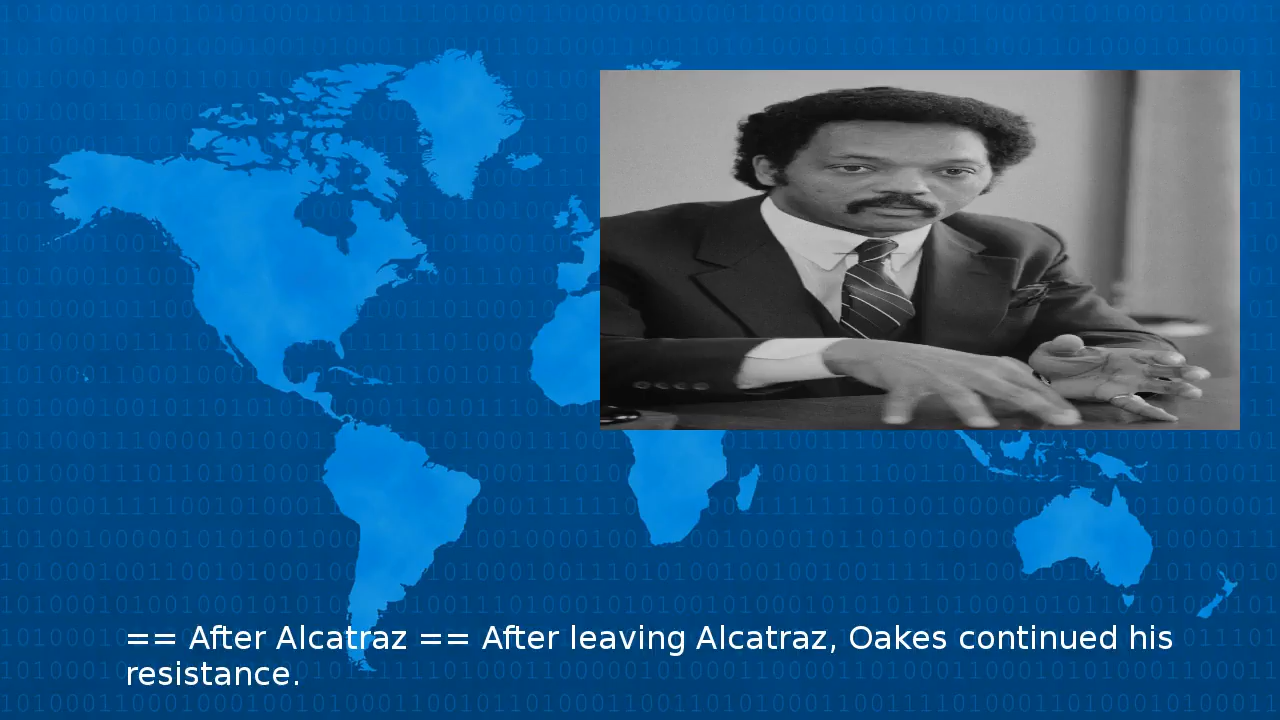 == After Alcatraz == After leaving Alcatraz, Oakes continued his
resistance.